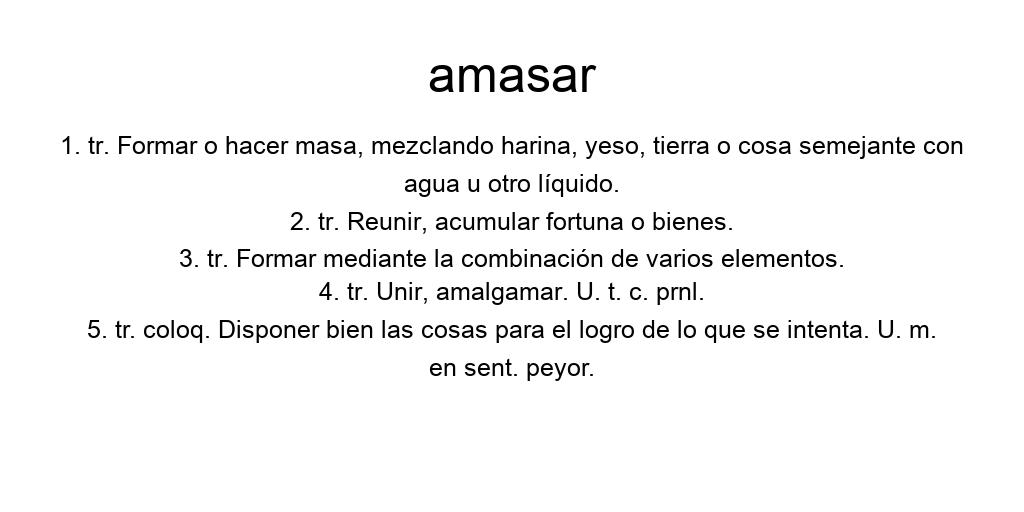 amasar
1. tr. Formar o hacer masa, mezclando harina, yeso, tierra o cosa semejante con
agua u otro líquido.
2. tr. Reunir, acumular fortuna o bienes.
3. tr. Formar mediante la combinación de varios elementos.
4. tr. Unir, amalgamar. U. t. c. prnl.
5. tr. coloq. Disponer bien las cosas para el logro de lo que se intenta. U. m.
en sent. peyor.